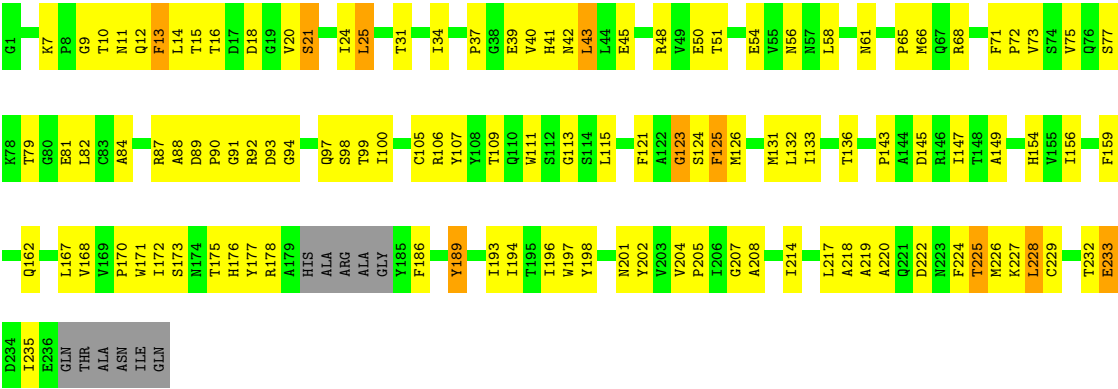 G1 K7 P8 G9 T10 N11 Q12 F13 L14 T15 T16 D17 D18 G19 V20 S21 I24 L25 T31 I34 P37 G38 E39 V40 H41 N42 L43 L44 E45 R48 V49 E50 T51 E54 V55 N56 N57 L58 N61 P65 M66 Q67 R68 F71 P72 V73 S74 V75 Q76 S77
K78 T79 G80 E81 L82 C83 A84 R87 A88 D89 P90 G91 R92 D93 G94 Q97 S98 T99 I100 C105 R106 Y107 Y108 T109 Q110 W111 S112 G113 S114 L115 F121 A122 G123 S124 F125 M126 M131 L132 I133 T136 P143 A144 D145 R146 I147 T148 A149 H154 V155 I156 F159
Q162 L167 V168 V169 P170 W171 I172 S173 N174 T175 H176 Y177 R178 A179 HIS ALA ARG ALA GLY Y185 F186 Y189 I193 I194 T195 I196 W197 Y198 N201 Y202 V203 V204 P205 I206 G207 A208 I214 L217 A218 A219 A220 Q221 D222 N223 F224 T225 M226 K227 L228 C229 T232 E233
D234 I235 E236 GLN THR ALA ASN ILE GLN